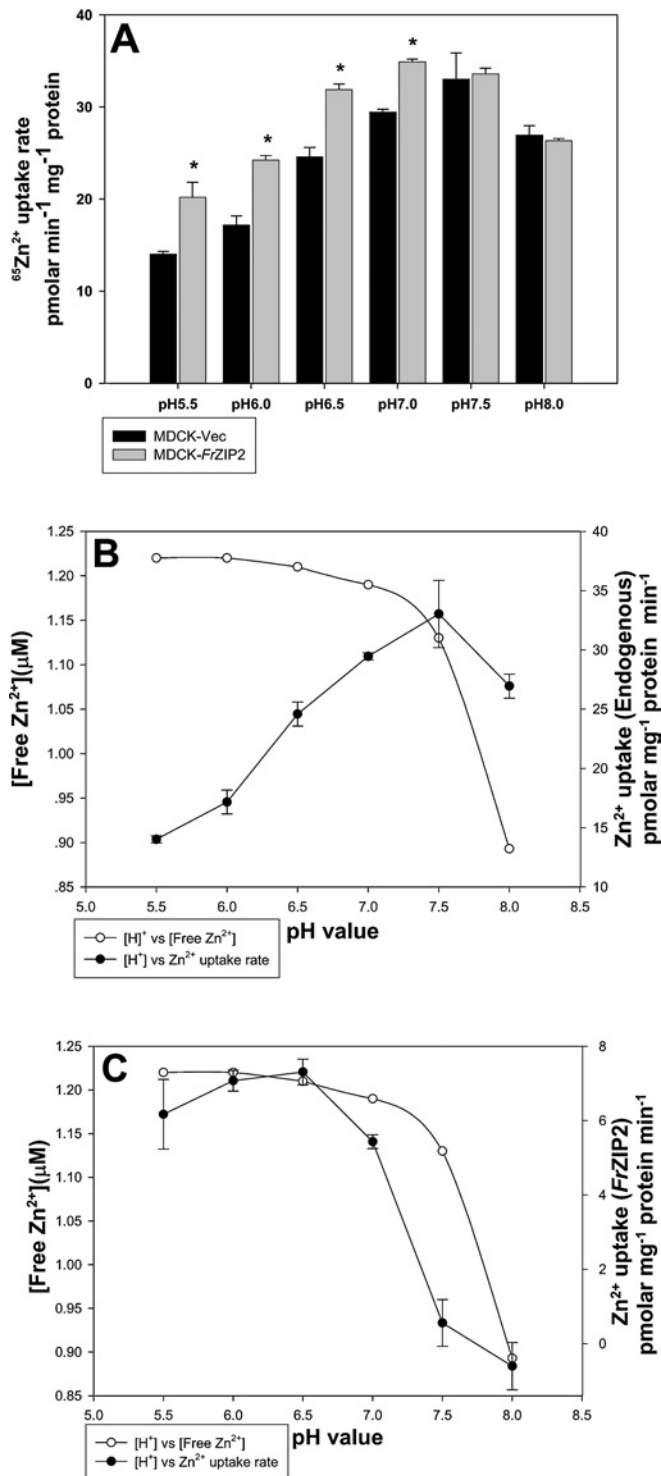 A
40
30
20
10
0
⁶⁵Zn²⁺ uptake rate
pmolar min⁻¹ mg⁻¹ protein
*
*
*
*
pH5.5 pH6.0 pH6.5 pH7.0 pH7.5 pH8.0
MDCK-Vec
MDCK-FrZIP2
B
1.25
1.20
1.15
1.10
1.05
1.00
.95
.90
.85
[Free Zn²⁺](μM)
40
35
30
25
20
15
10
Zn²⁺ uptake (Endogenous)
pmolar mg⁻¹ protein min⁻¹
5.0 5.5 6.0 6.5 7.0 7.5 8.0 8.5
pH value
[H]⁺ vs [Free Zn²⁺]
[H⁺] vs Zn²⁺ uptake rate
C
1.25
1.20
1.15
1.10
1.05
1.00
0.95
0.90
0.85
[Free Zn²⁺](μM)
8
6
4
2
0
Zn²⁺ uptake (FrZIP2)
pmolar mg⁻¹ protein min⁻¹
5.0 5.5 6.0 6.5 7.0 7.5 8.0 8.5
pH value
[H⁺] vs [Free Zn²⁺]
[H⁺] vs Zn²⁺ uptake rate